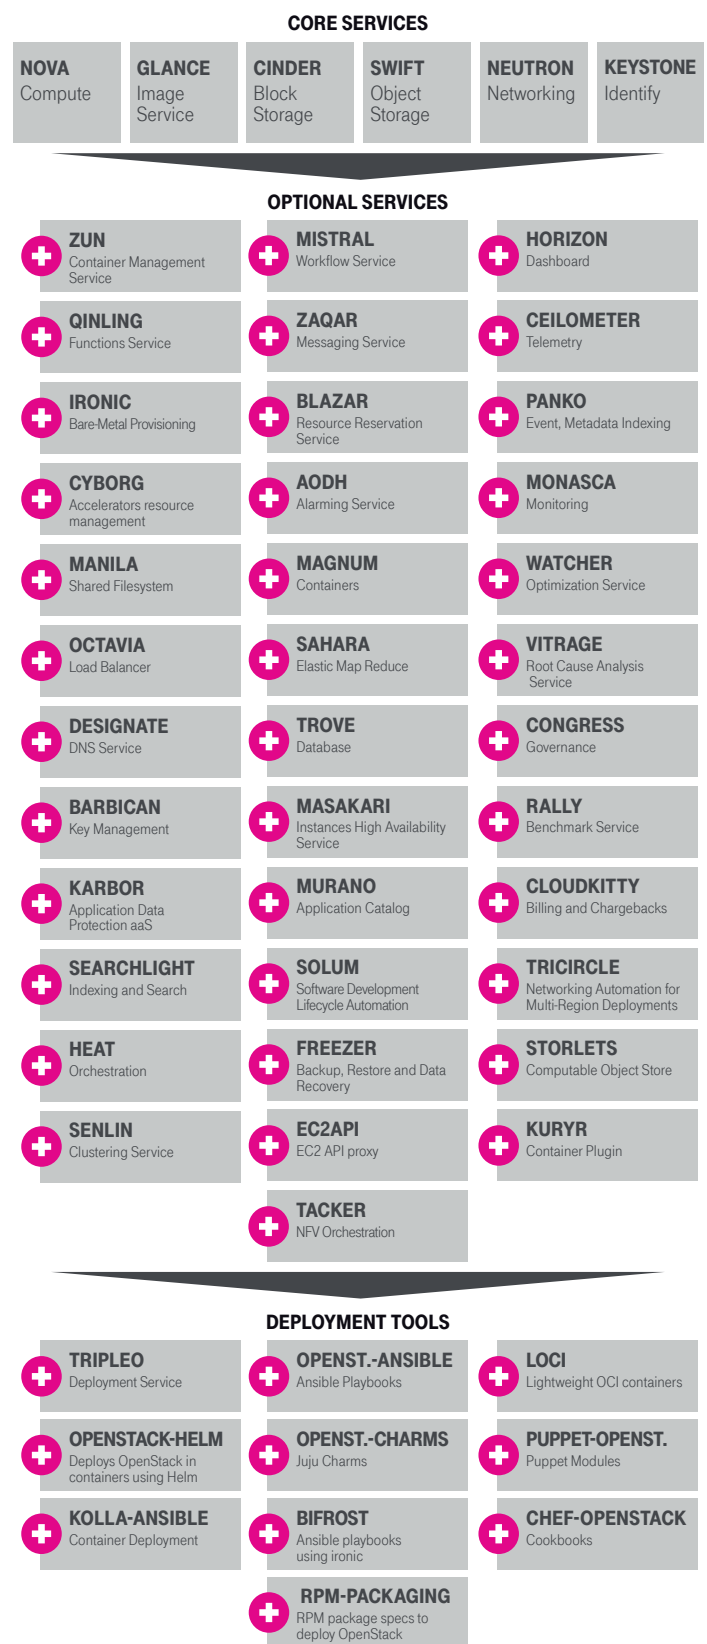 CORE SERVICES
NOVA
Compute
GLANCE
Image
Service
CINDER
Block
Storage
SWIFT
Object
Storage
NEUTRON
Networking
KEYSTONE
Identify
OPTIONAL SERVICES
ZUN
Container Management
Service
MISTRAL
Workflow Service
HORIZON
Dashboard
QINLING
Functions Service
ZAQAR
Messaging Service
CEILOMETER
Telemetry
IRONIC
Bare-Metal Provisioning
BLAZAR
Resource Reservation
Service
PANKO
Event, Metadata Indexing
CYBORG
Accelerators resource
management
AODH
Alarming Service
MONASCA
Monitoring
MANILA
Shared Filesystem
MAGNUM
Containers
WATCHER
Optimization Service
OCTAVIA
Load Balancer
SAHARA
Elastic Map Reduce
VITRAGE
Root Cause Analysis
Service
DESIGNATE
DNS Service
TROVE
Database
CONGRESS
Governance
BARBICAN
Key Management
MASAKARI
Instances High Availability
Service
RALLY
Benchmark Service
KARBOR
Application Data
Protection aaS
MURANO
Application Catalog
CLOUDKITTY
Billing and Chargebacks
SEARCHLIGHT
Indexing and Search
SOLUM
Software Development
Lifecycle Automation
TRICIRCLE
Networking Automation for
Multi-Region Deployments
HEAT
Orchestration
FREEZER
Backup, Restore and Data
Recovery
STORLETS
Computable Object Store
SENLIN
Clustering Service
EC2API
EC2 API proxy
KURYR
Container Plugin
TACKER
NFV Orchestration
DEPLOYMENT TOOLS
TRIPLEO
Deployment Service
OPENST.-ANSIBLE
Ansible Playbooks
LOCI
Lightweight OCI containers
OPENSTACK-HELM
Deploys OpenStack in
containers using Helm
OPENST.-CHARMS
Juju Charms
PUPPET-OPENST.
Puppet Modules
KOLLA-ANSIBLE
Container Deployment
BIFROST
Ansible playbooks
using ironic
CHEF-OPENSTACK
Cookbooks
RPM-PACKAGING
RPM package specs to
deploy OpenStack